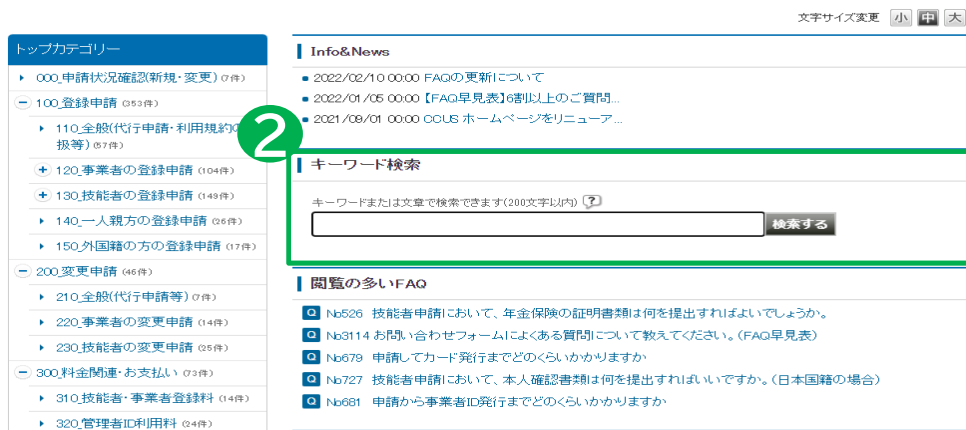 文字サイズ変更 小 中 大
トップカテゴリー
000_申請状況確認(新規・変更) (7件)
100_登録申請 (353件)
110_全般(代行申請・利用規約の
扱等) (57件)
120_事業者の登録申請 (104件)
130_技能者の登録申請 (149件)
140_一人親方の登録申請 (26件)
150_外国籍の方の登録申請 (17件)
200_変更申請 (46件)
210_全般(代行申請等) (7件)
220_事業者の変更申請 (14件)
230_技能者の変更申請 (25件)
300_料金関連・お支払い (73件)
310_技能者・事業者登録料 (14件)
320_管理者ID利用料 (24件)
Info&News
2022/02/10 00:00 FAQの更新について
2022/01/05 00:00 【FAQ早見表】6割以上のご質問...
2021/09/01 00:00 CCUS ホームページをリニューア...
2
キーワード検索
キーワードまたは文章で検索できます(200文字以内) ?
検索する
閲覧の多いFAQ
Q No526 技能者申請において、年金保険の証明書類は何を提出すればよいでしょうか。
Q No3114 お問い合わせフォームによくある質問について教えてください。(FAQ早見表)
Q No679 申請してカード発行までどのくらいかかりますか
Q No727 技能者申請において、本人確認書類は何を提出すればいいですか。(日本国籍の場合)
Q No681 申請から事業者ID発行までどのくらいかかりますか